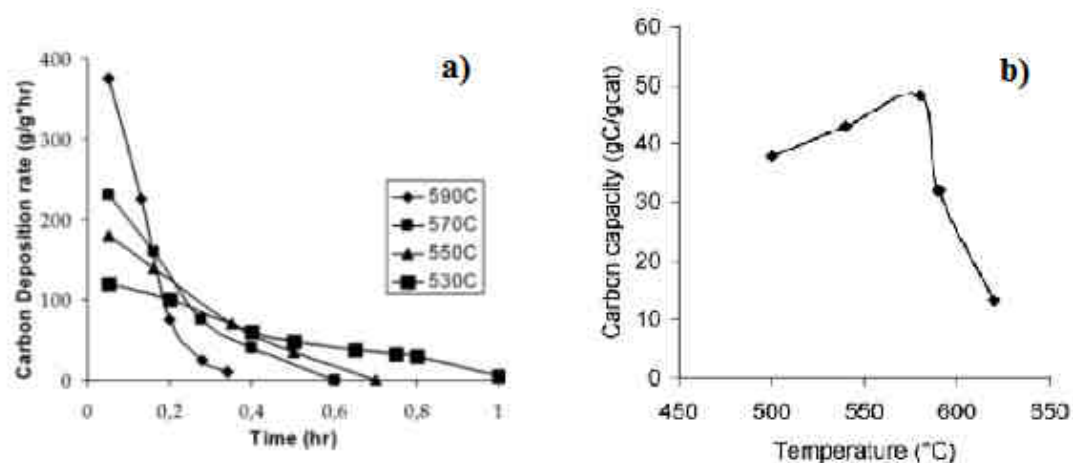 a)
Carbon Deposition rate (g/g*hr)
400
300
200
100
0
0 0,2 0,4 0,6 0,8 1
Time (hr)
590C
570C
550C
530C
b)
Carbon capacity (gC/gcat)
60
50
40
30
20
10
0
450 500 550 600 550
Temperature (°C)